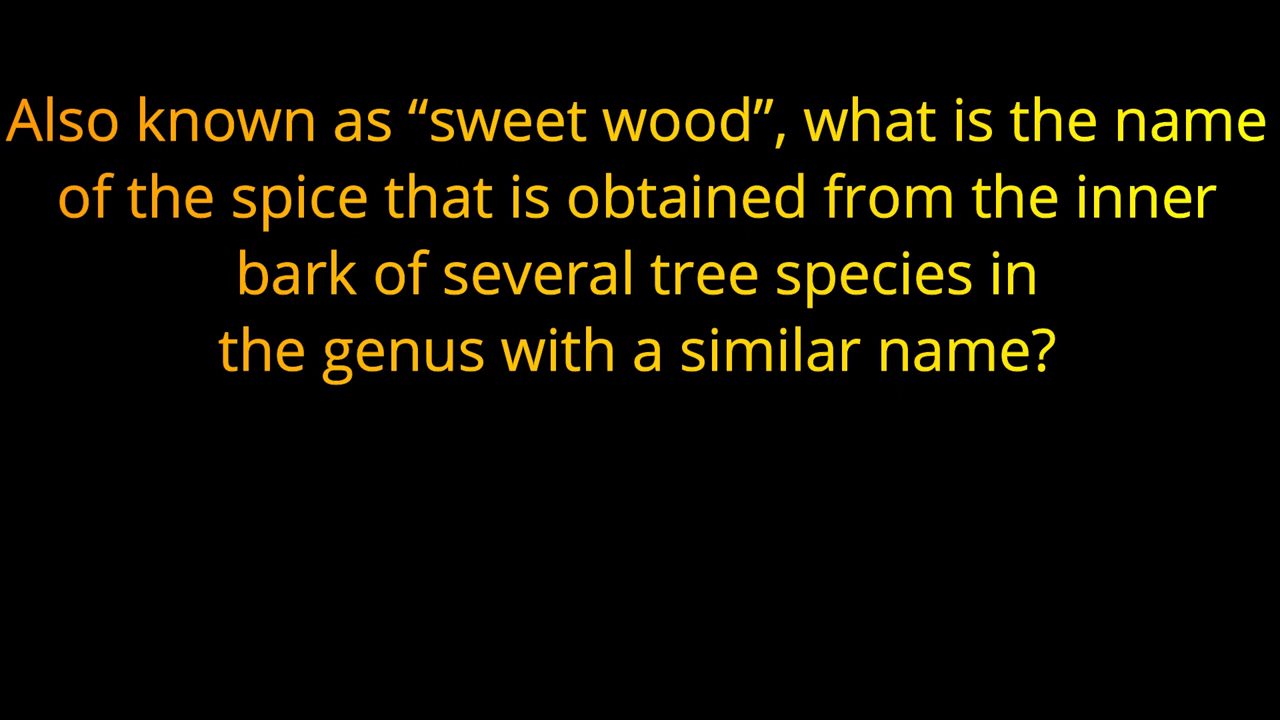 Also known as “sweet wood”, what is the name
of the spice that is obtained from the inner
bark of several tree species in
the genus with a similar name?